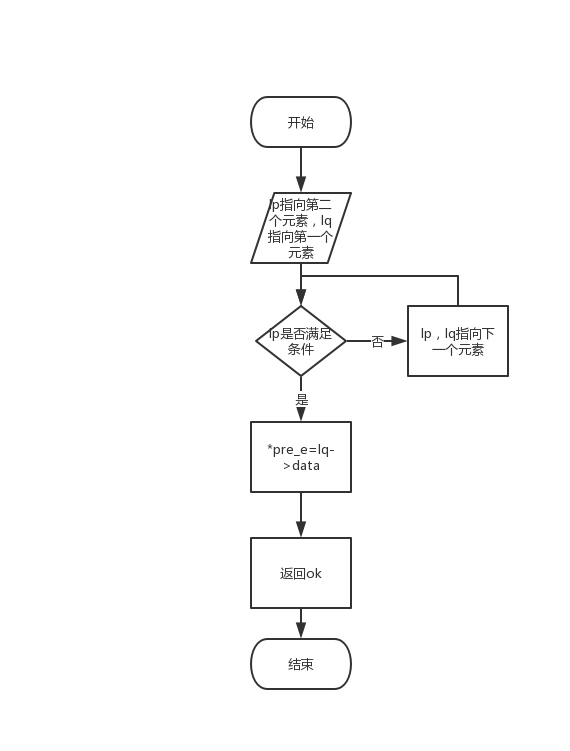 开始
lp指向第二
个元素，lq
指向第一个
元素
lp是否满足
条件
否
lp，lq指向下
一个元素
是
*pre_e=lq-
>data
返回ok
结束